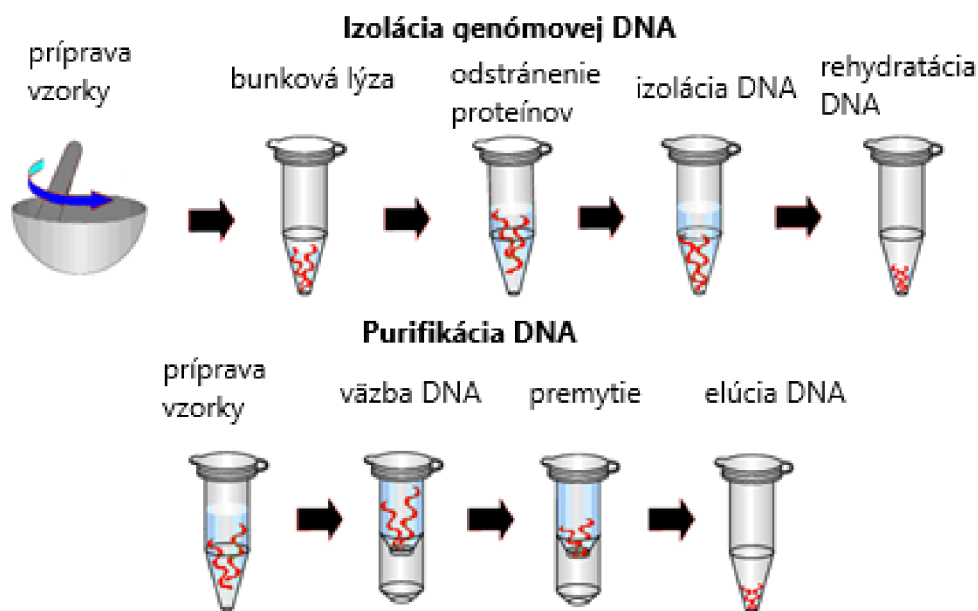 Izolácia genómovej DNA
príprava
vzorky
bunková lýza
odstránenie
proteínov
izolácia DNA
rehydratácia
DNA
Purifikácia DNA
príprava
vzorky
väzba DNA
premytie
elúcia DNA